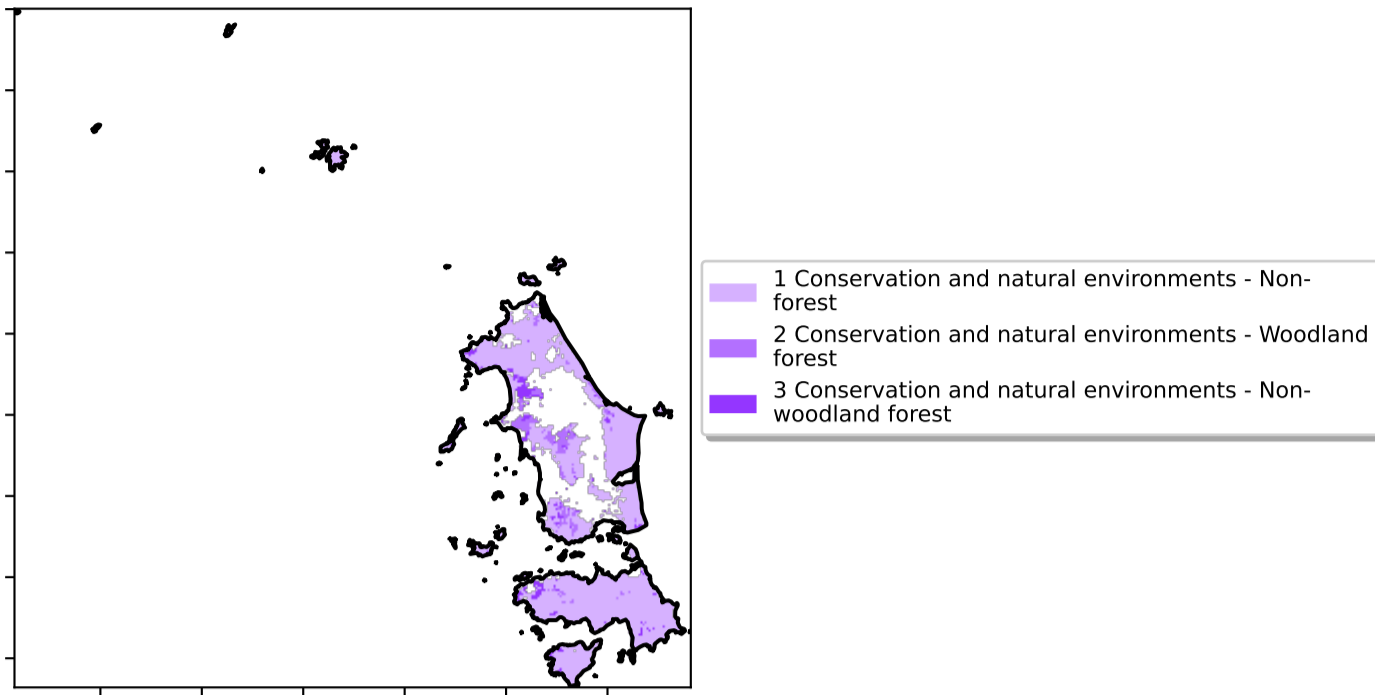 1 Conservation and natural environments - Non-
forest
2 Conservation and natural environments - Woodland
forest
3 Conservation and natural environments - Non-
woodland forest